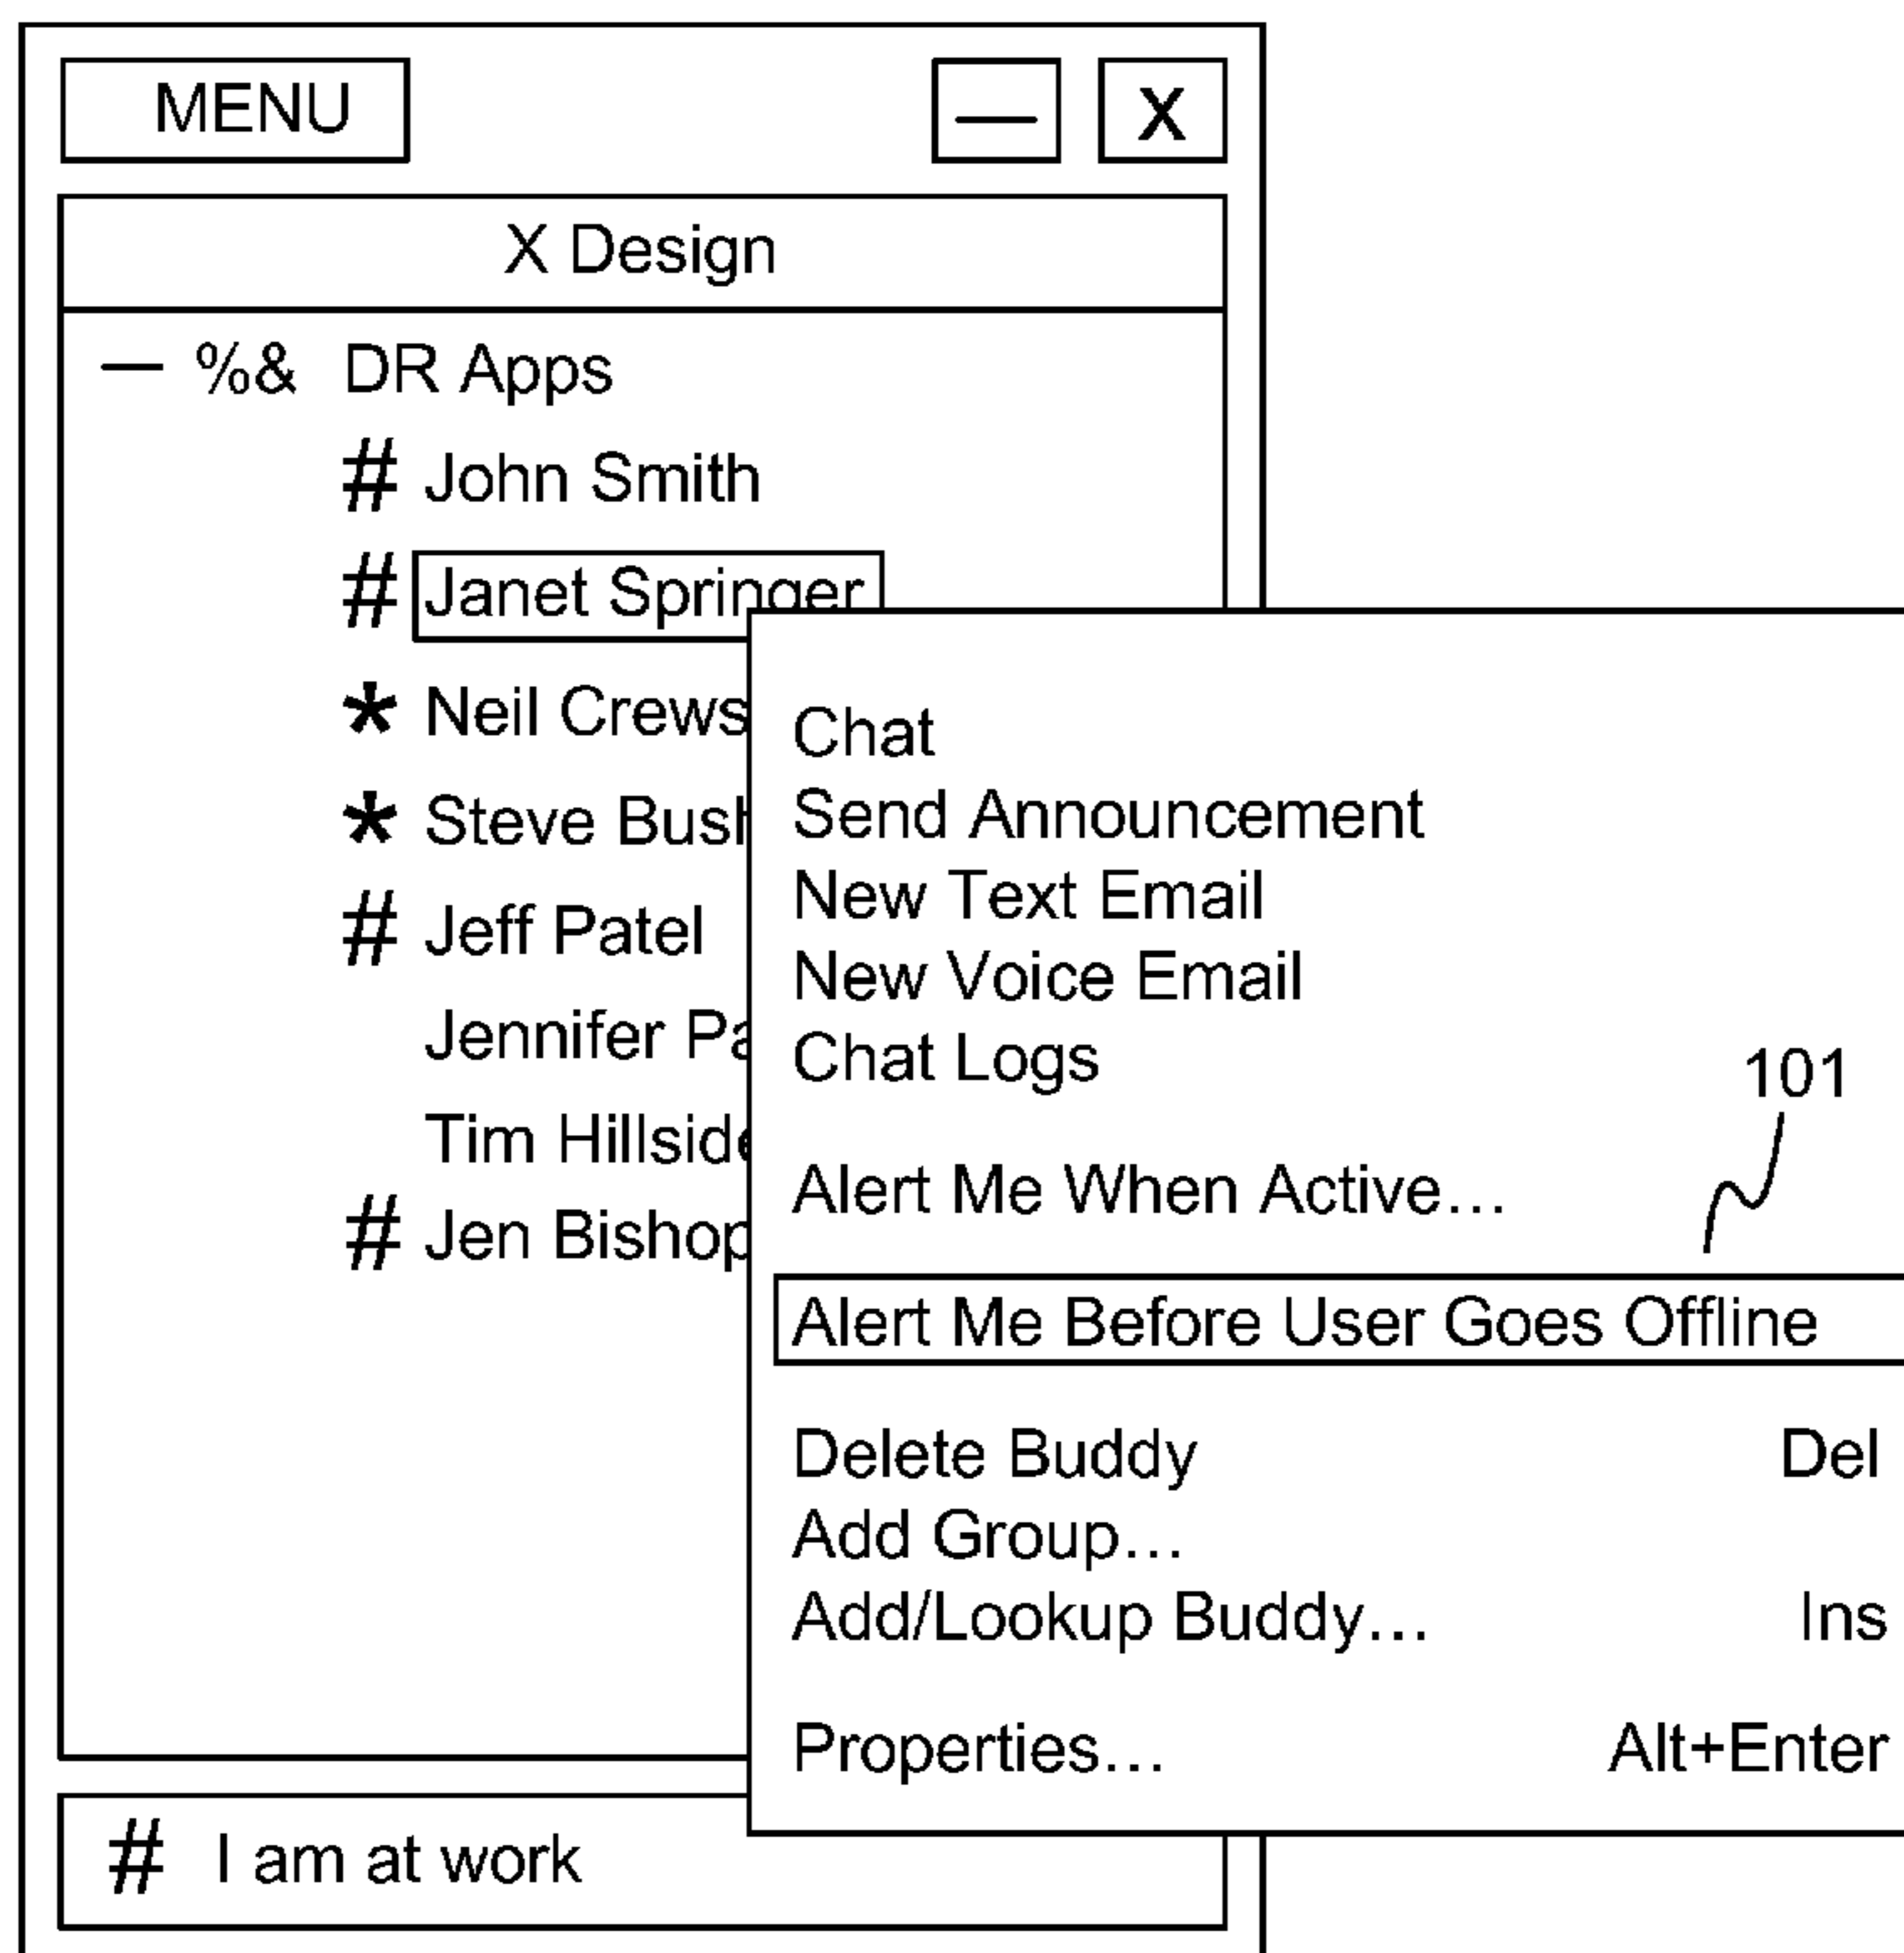 MENU — X
X Design
— %& DR Apps
# John Smith
# Janet Springer
* Neil Crews
* Steve
# Jeff Patel
Jennifer
Tim Hillside
# Jen Bishop
# I am at work
Chat
Send Announcement
New Text Email
New Voice Email
Chat Logs
101
Alert Me When Active...
Alert Me Before User Goes Offline
Delete Buddy Del
Add Group...
Add/Lookup Buddy... Ins
Properties... Alt+Enter